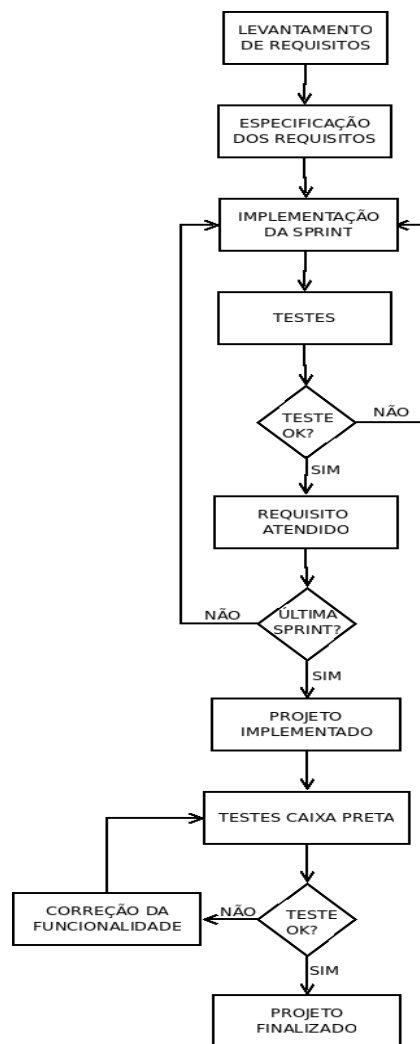 LEVANTAMENTO
DE REQUISITOS
ESPECIFICAÇÃO
DOS REQUISITOS
IMPLEMENTAÇÃO
DA SPRINT
TESTES
TESTE
OK?
NÃO
SIM
REQUISITO
ATENDIDO
ÚLTIMA
SPRINT?
NÃO
SIM
PROJETO
IMPLEMENTADO
TESTES CAIXA PRETA
TESTE
OK?
NÃO
CORREÇÃO DA
FUNCIONALIDADE
SIM
PROJETO
FINALIZADO